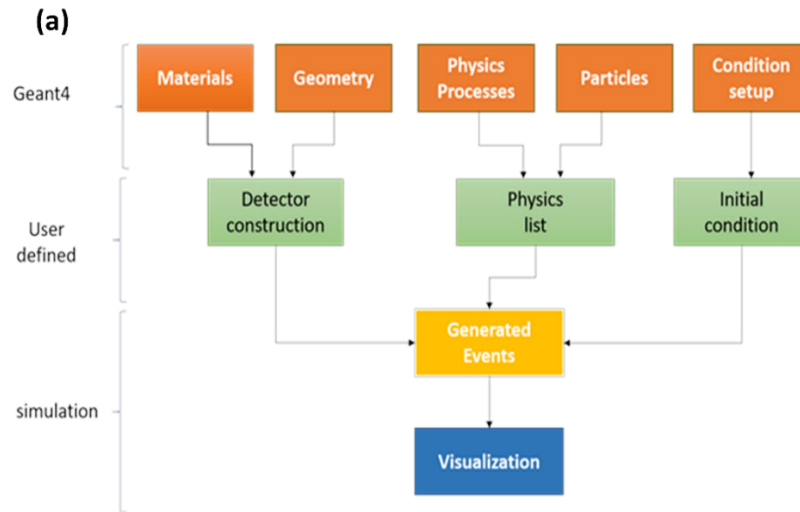 (a)
Geant4
Materials
Geometry
Physics
Processes
Particles
Condition
setup
User
defined
Detector
construction
Physics
list
Initial
condition
simulation
Generated
Events
Visualization